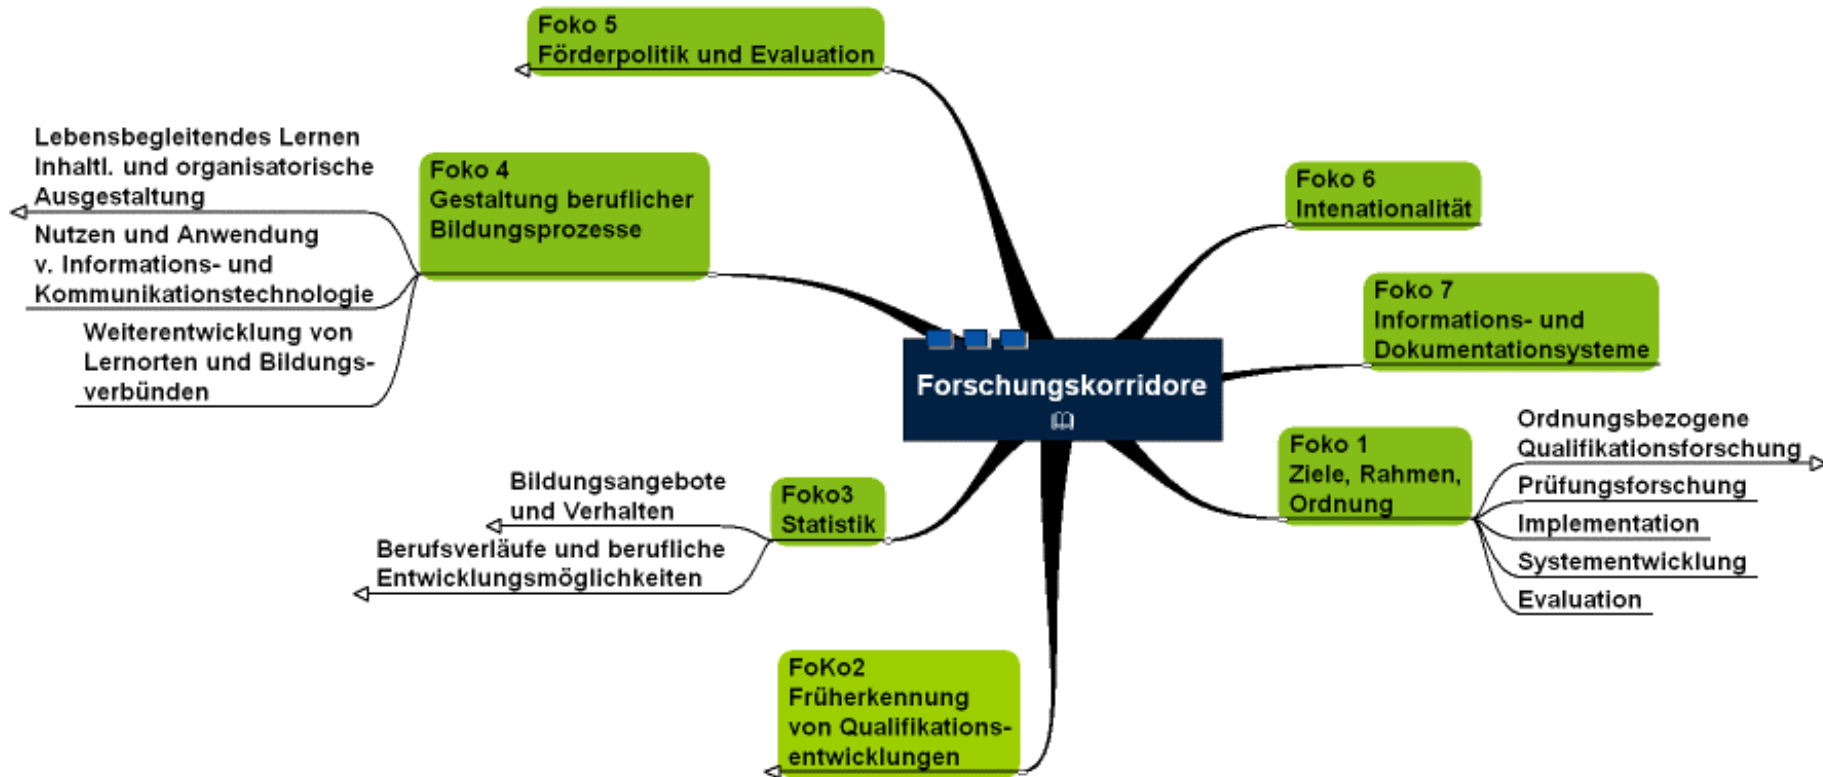 Foko 5
Förderpolitik und Evaluation
Lebensbegleitendes Lernen
Inhaltl. und organisatorische
Ausgestaltung
Nutzen und Anwendung
v. Informations- und
Kommunikationstechnologie
Weiterentwicklung von
Lernorten und Bildungs-
verbünden
Foko 4
Gestaltung beruflicher
Bildungsprozesse
Foko 6
Intenationalität
Foko 7
Informations- und
Dokumentationsysteme
Forschungskorridore
Foko 1
Ziele, Rahmen,
Ordnung
Ordnungsbezogene
Qualifikationsforschung
Prüfungsforschung
Implementation
Systementwicklung
Evaluation
Bildungsangebote
und Verhalten
Berufsverläufe und berufliche
Entwicklungsmöglichkeiten
Foko3
Statistik
FoKo2
Früherkennung
von Qualifikations-
entwicklungen